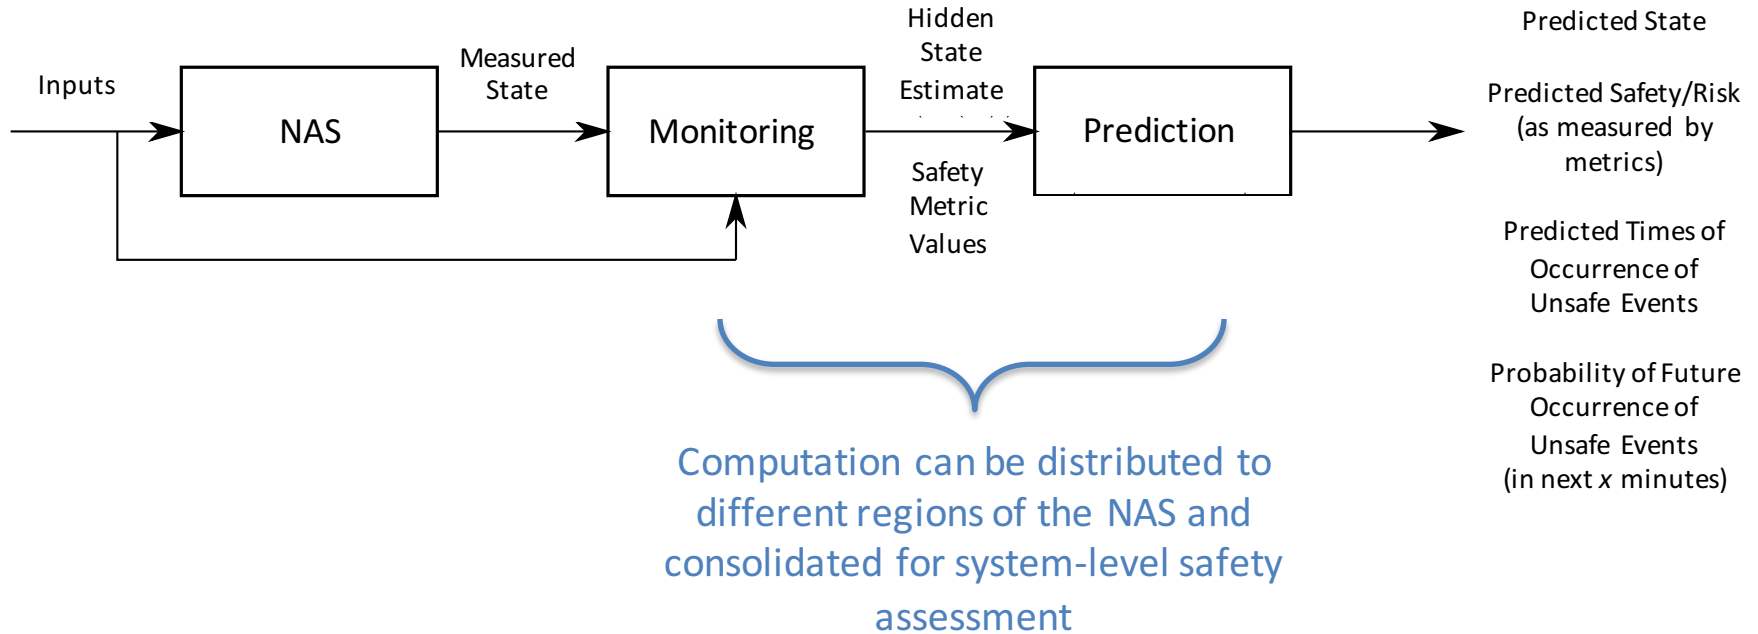 Inputs
NAS
Measured
State
Monitoring
Hidden
State
Estimate
Safety
Metric
Values
Prediction
Predicted State
Predicted Safety/Risk
(as measured by
metrics)
Predicted Times of
Occurrence of
Unsafe Events
Probability of Future
Occurrence of
Unsafe Events
(in next x minutes)
Computation can be distributed to
different regions of the NAS and
consolidated for system-level safety
assessment